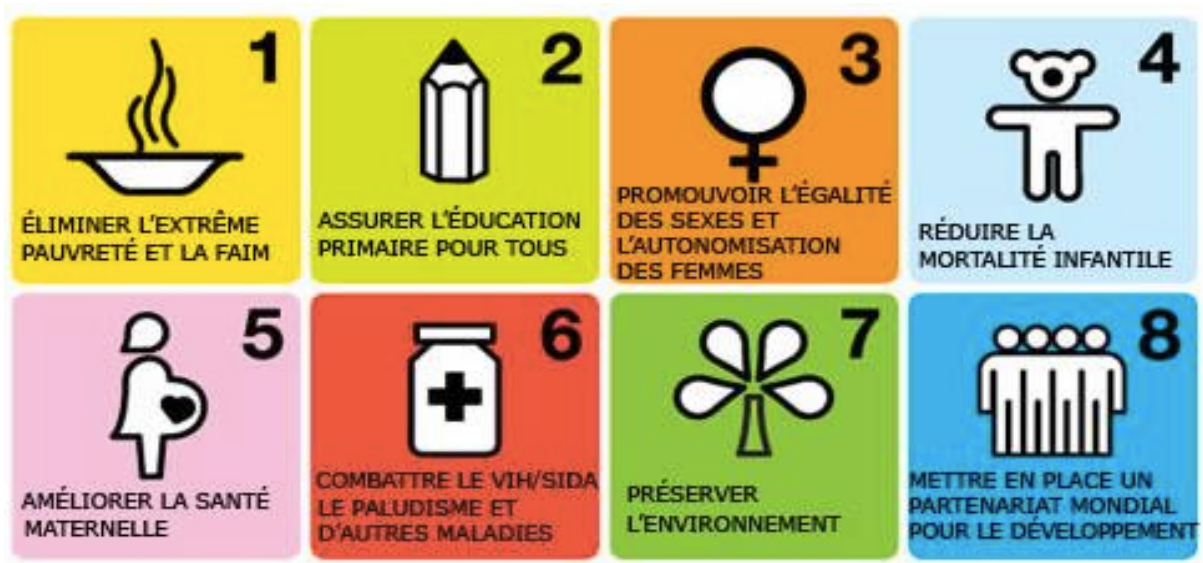 1
ÉLIMINER L'EXTRÊME
PAUVRETÉ ET LA FAIM
2
ASSURER L'ÉDUCATION
PRIMAIRE POUR TOUS
3
PROMOUVOIR L'ÉGALITÉ
DES SEXES ET
L'AUTONOMISATION
DES FEMMES
4
RÉDUIRE LA
MORTALITÉ INFANTILE
5
AMÉLIORER LA SANTÉ
MATERNELLE
6
COMBATTRE LE VIH/SIDA
LE PALUDISME ET
D'AUTRES MALADIES
7
PRÉSERVER
L'ENVIRONNEMENT
8
METTRE EN PLACE UN
PARTENARIAT MONDIAL
POUR LE DÉVELOPPEMENT